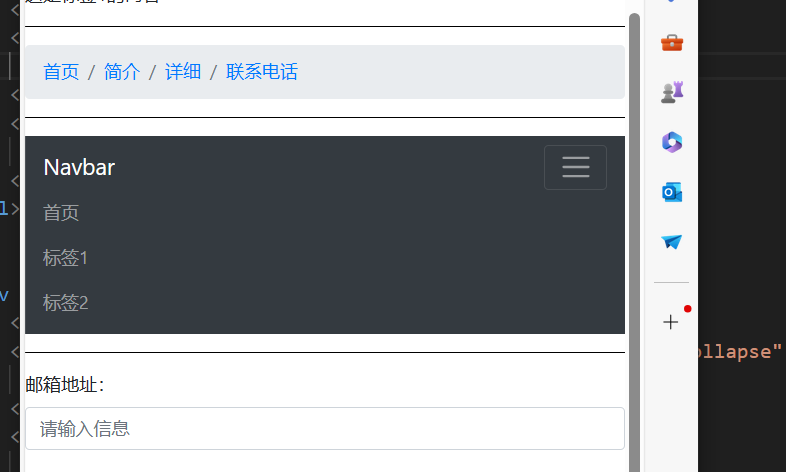 首页 / 简介 / 详细 / 联系电话
Navbar
首页
标签1
标签2
l>
v
ollapse"
邮箱地址：
请输入信息